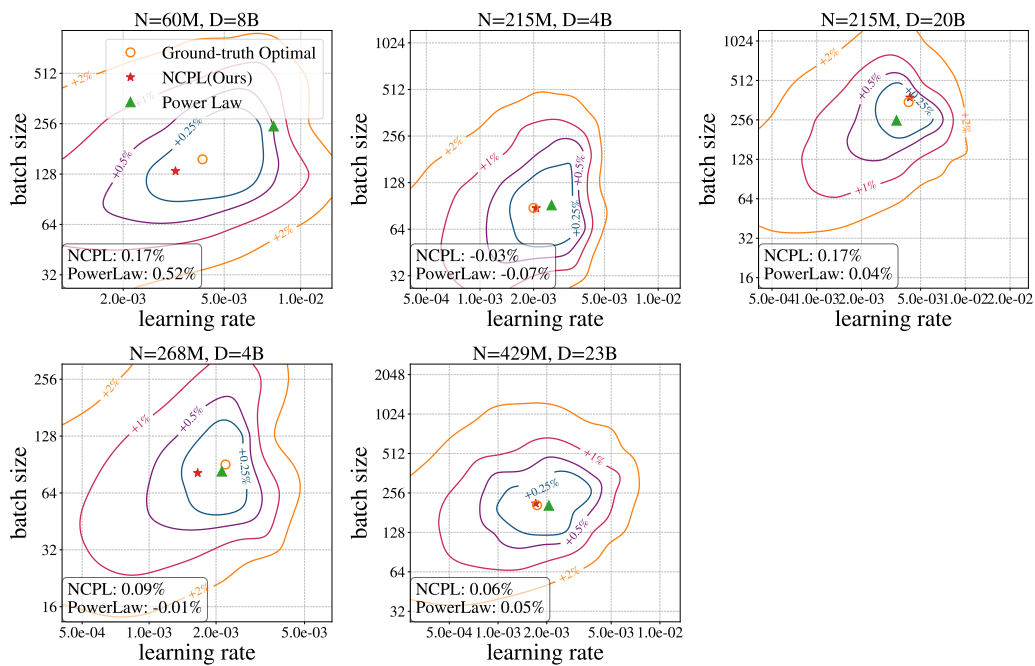 N=60M, D=8B
batch size
512
256
128
64
32
+2%
+1%
+0.5%
+0.25%
+2%
Ground-truth Optimal
NCPL(Ours)
Power Law
NCPL: 0.17%
PowerLaw: 0.52%
2.0e-03
5.0e-03
1.0e-02
learning rate
N=215M, D=4B
batch size
1024
512
256
128
64
32
+2%
+1%
+0.5%
+0.25%
NCPL: -0.03%
PowerLaw: -0.07%
5.0e-04
1.0e-03
2.0e-03
5.0e-03
1.0e-02
learning rate
N=215M, D=20B
batch size
1024
512
256
128
64
32
16
+2%
+0.5%
+0.25%
+2%
+1%
NCPL: 0.17%
PowerLaw: 0.04%
5.0e-04
1.0e-03
2.0e-03
5.0e-03
1.0e-02
2.0e-02
learning rate
N=268M, D=4B
batch size
256
128
64
32
16
+2%
+1%
+0.5%
+0.25%
+2%
NCPL: 0.09%
PowerLaw: -0.01%
5.0e-04
1.0e-03
2.0e-03
5.0e-03
learning rate
N=429M, D=23B
batch size
2048
1024
512
256
128
64
32
+1%
+0.25%
+0.5%
+2%
NCPL: 0.06%
PowerLaw: 0.05%
5.0e-04
1.0e-03
2.0e-03
5.0e-03
1.0e-02
learning rate